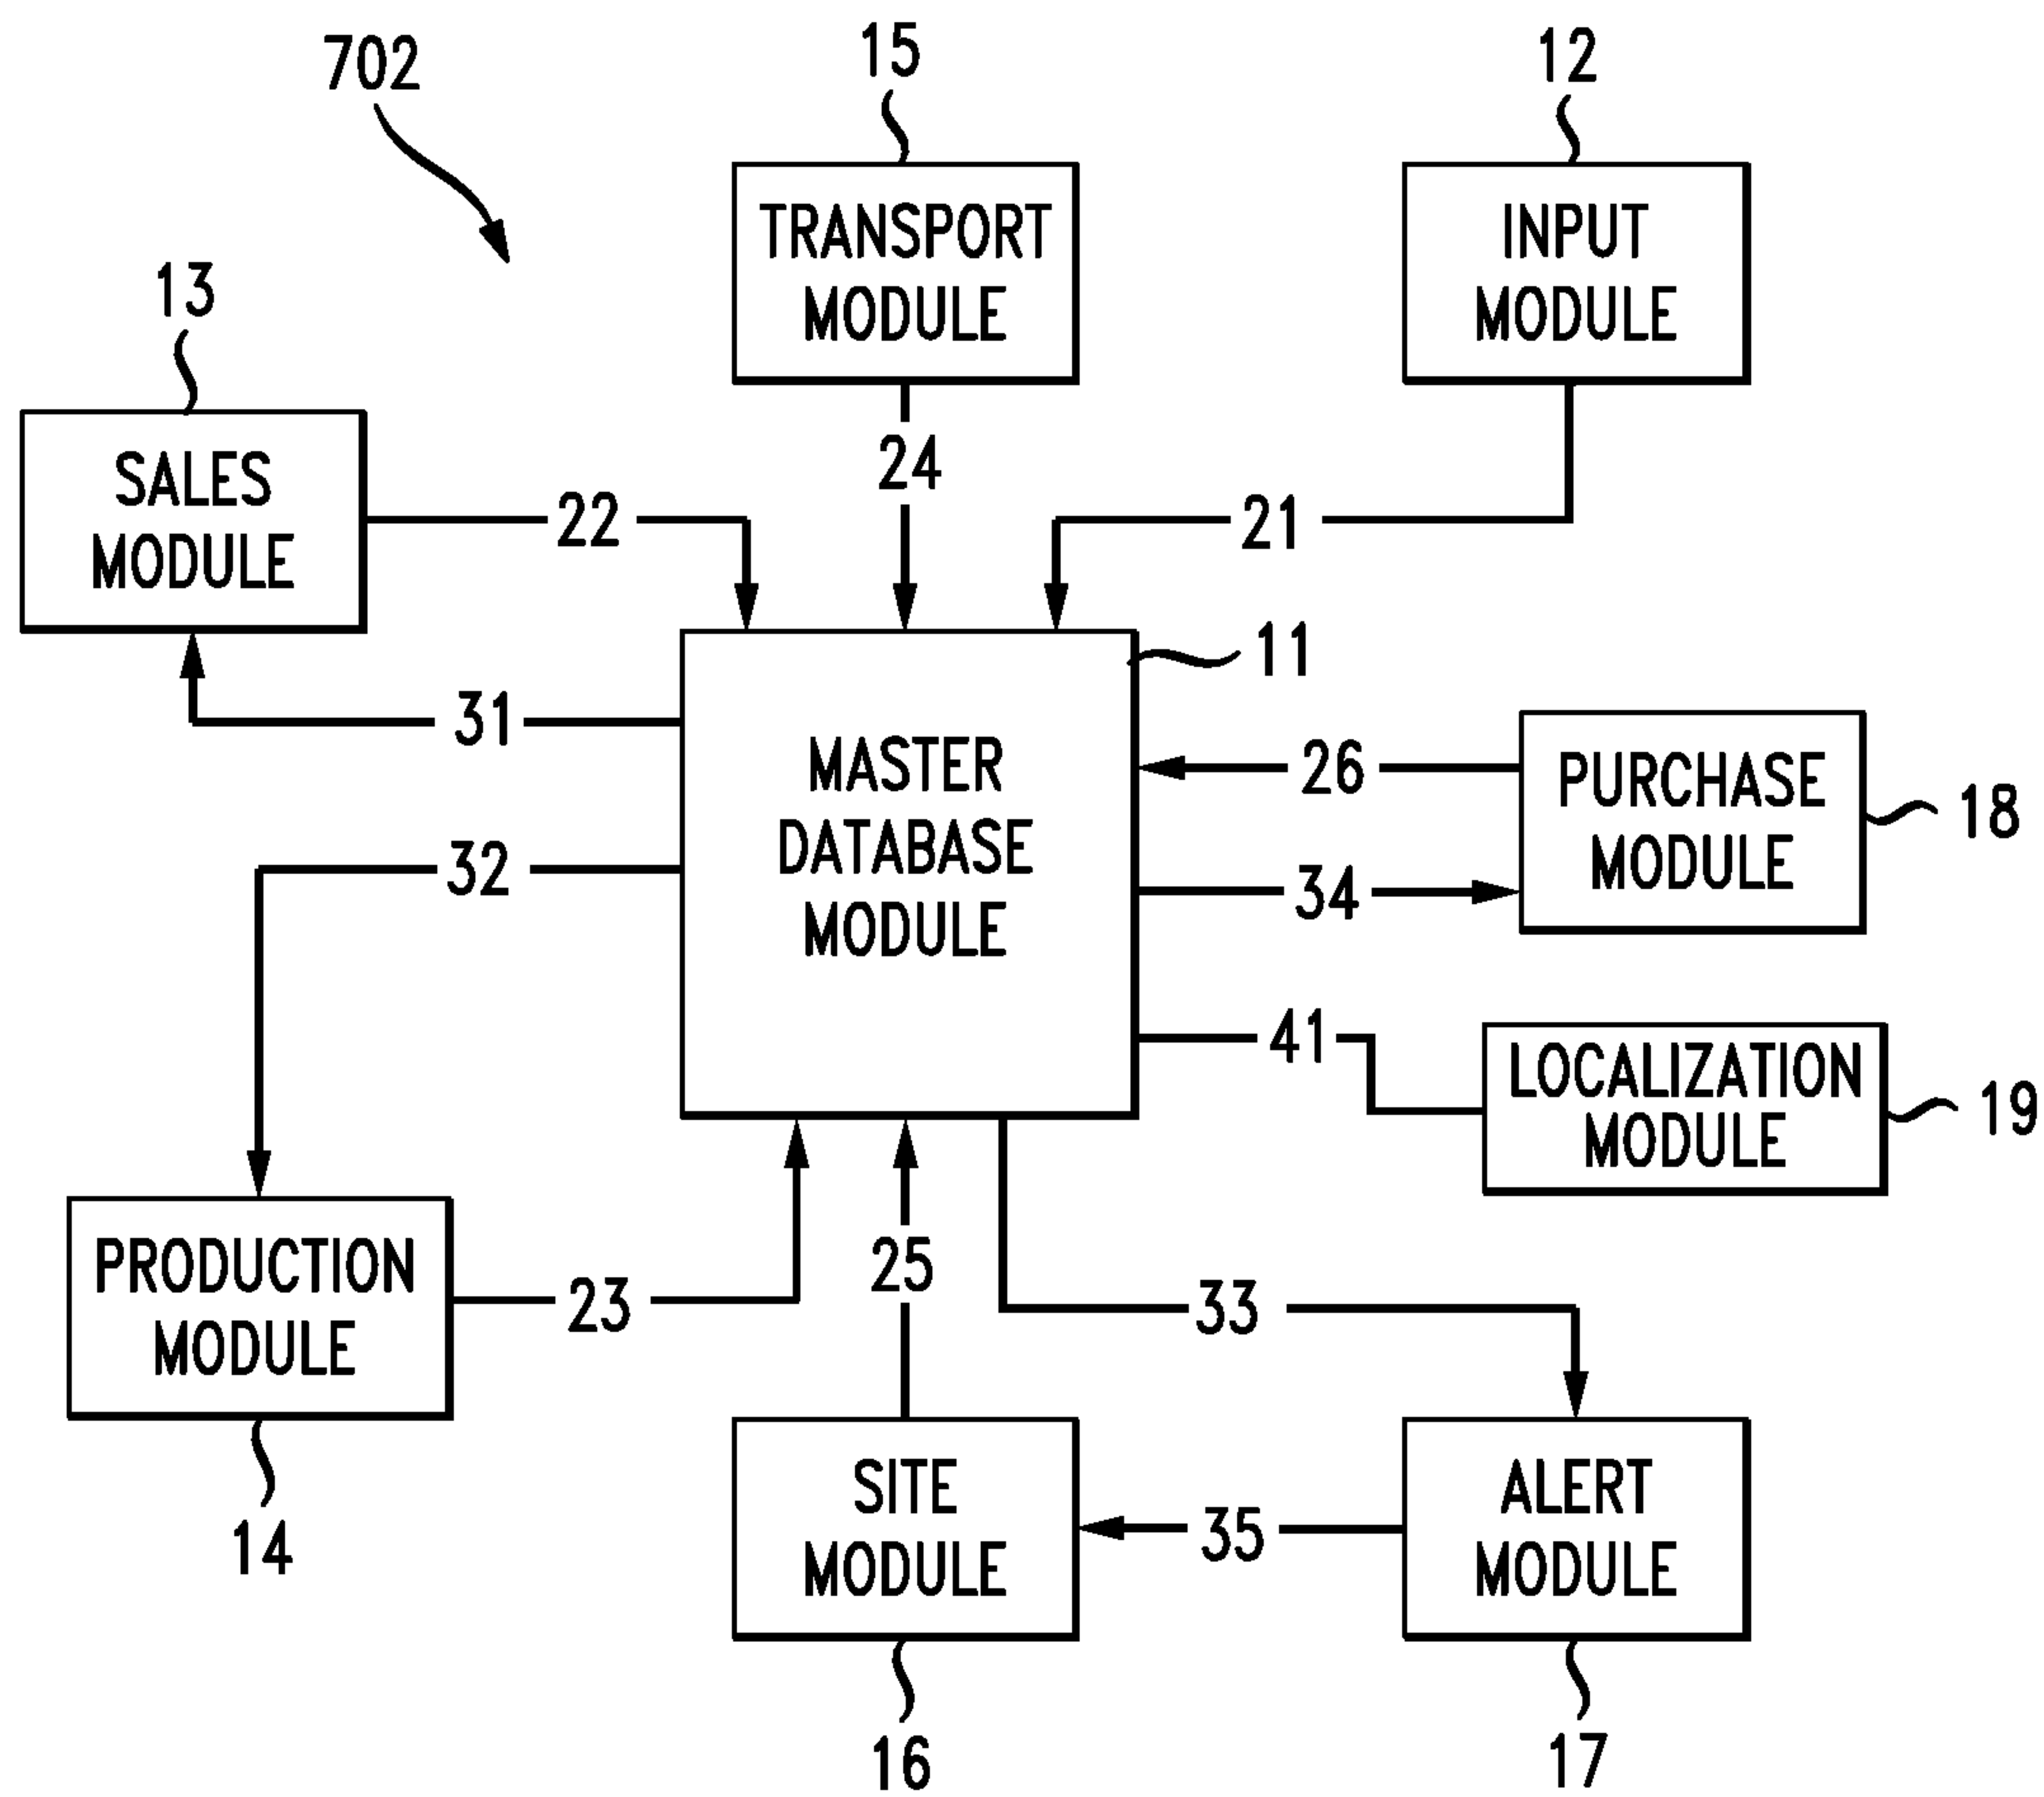 702
15
12
TRANSPORT
MODULE
INPUT
MODULE
13
SALES
MODULE
24
22
21
11
31
MASTER
DATABASE
MODULE
26
PURCHASE
MODULE
18
32
34
41
LOCALIZATION
MODULE
19
PRODUCTION
MODULE
23
25
33
14
SITE
MODULE
35
ALERT
MODULE
16
17